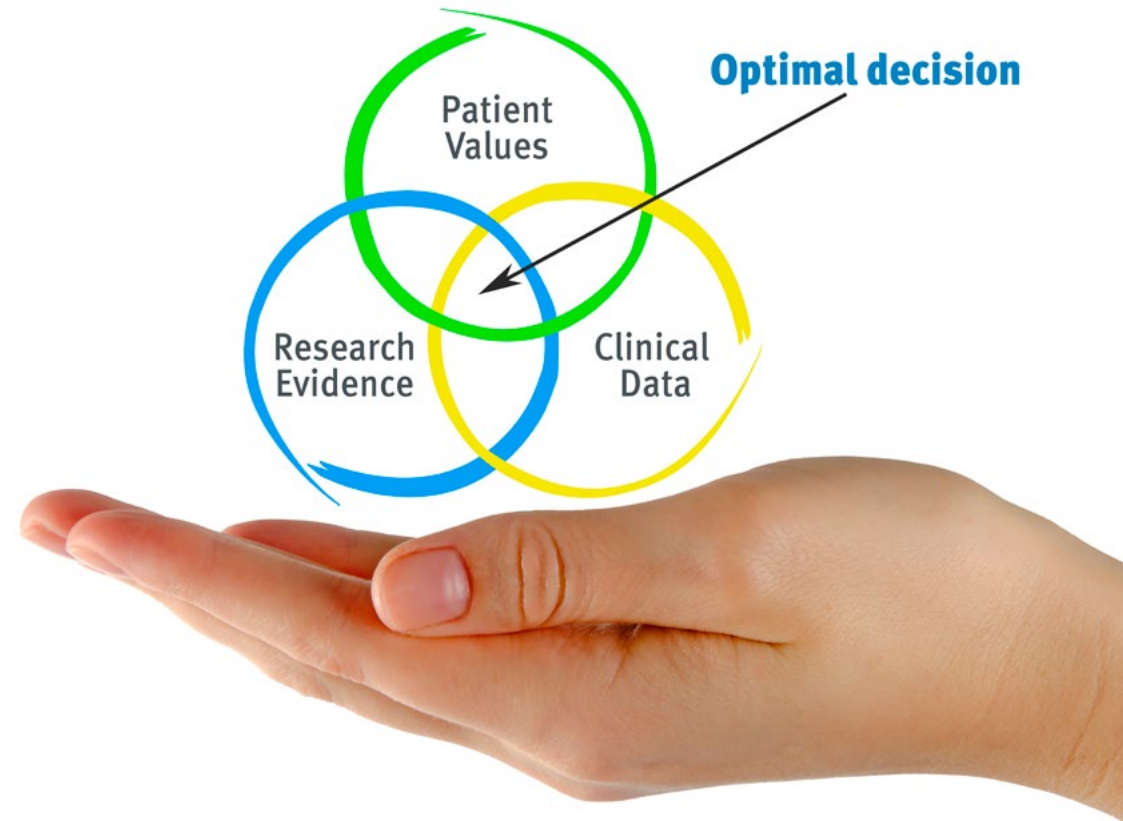 Optimal decision
Patient
Values
Research
Evidence
Clinical
Data